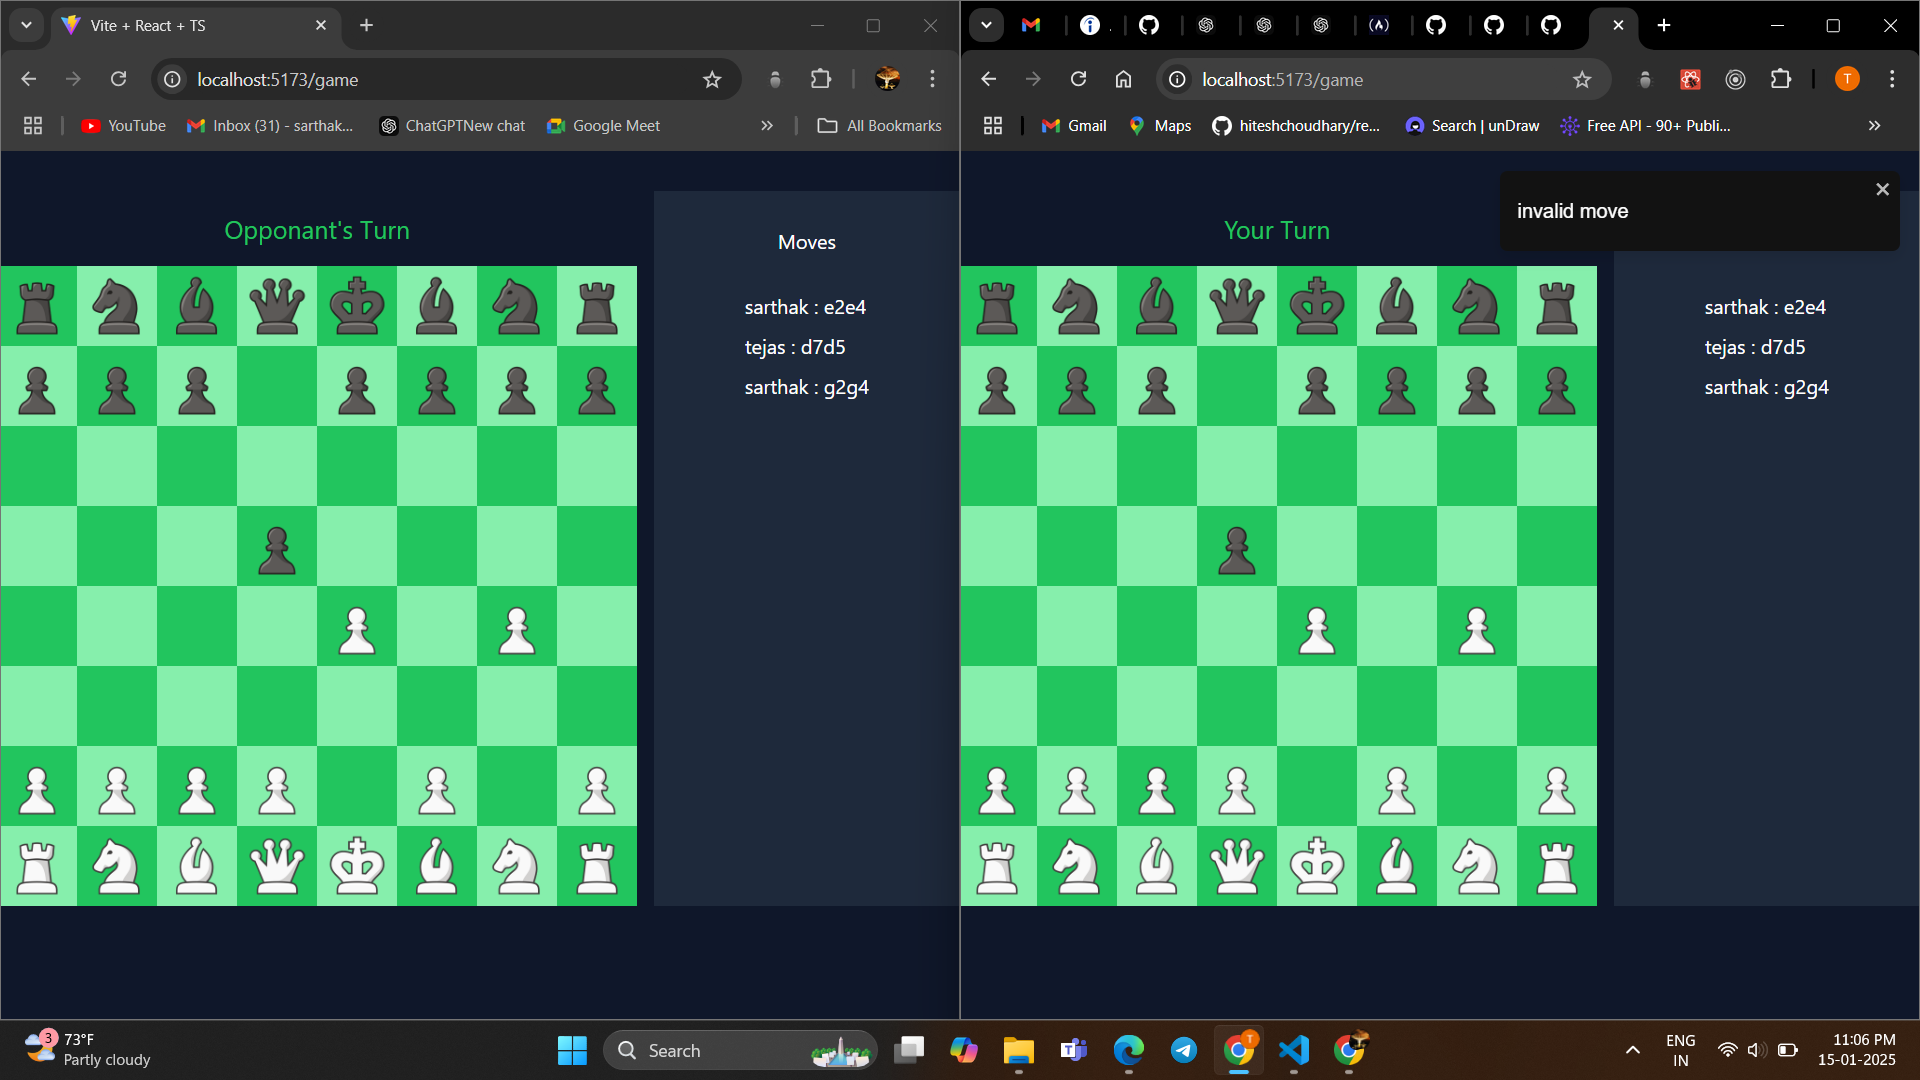 Vite + React + TS
localhost:5173/game
localhost:5173/game
YouTube
Inbox (31) - sarthak...
ChatGPTNew chat
Google Meet
All Bookmarks
Gmail
Maps
hiteshchoudhary/re...
Search | unDraw
Free API - 90+ Publi...
Opponant's Turn
Moves
sarthak : e2e4
tejas : d7d5
sarthak : g2g4
Your Turn
invalid move
sarthak : e2e4
tejas : d7d5
sarthak : g2g4
3
73°F
Partly cloudy
Search
T
T
ENG
IN
11:06 PM
15-01-2025